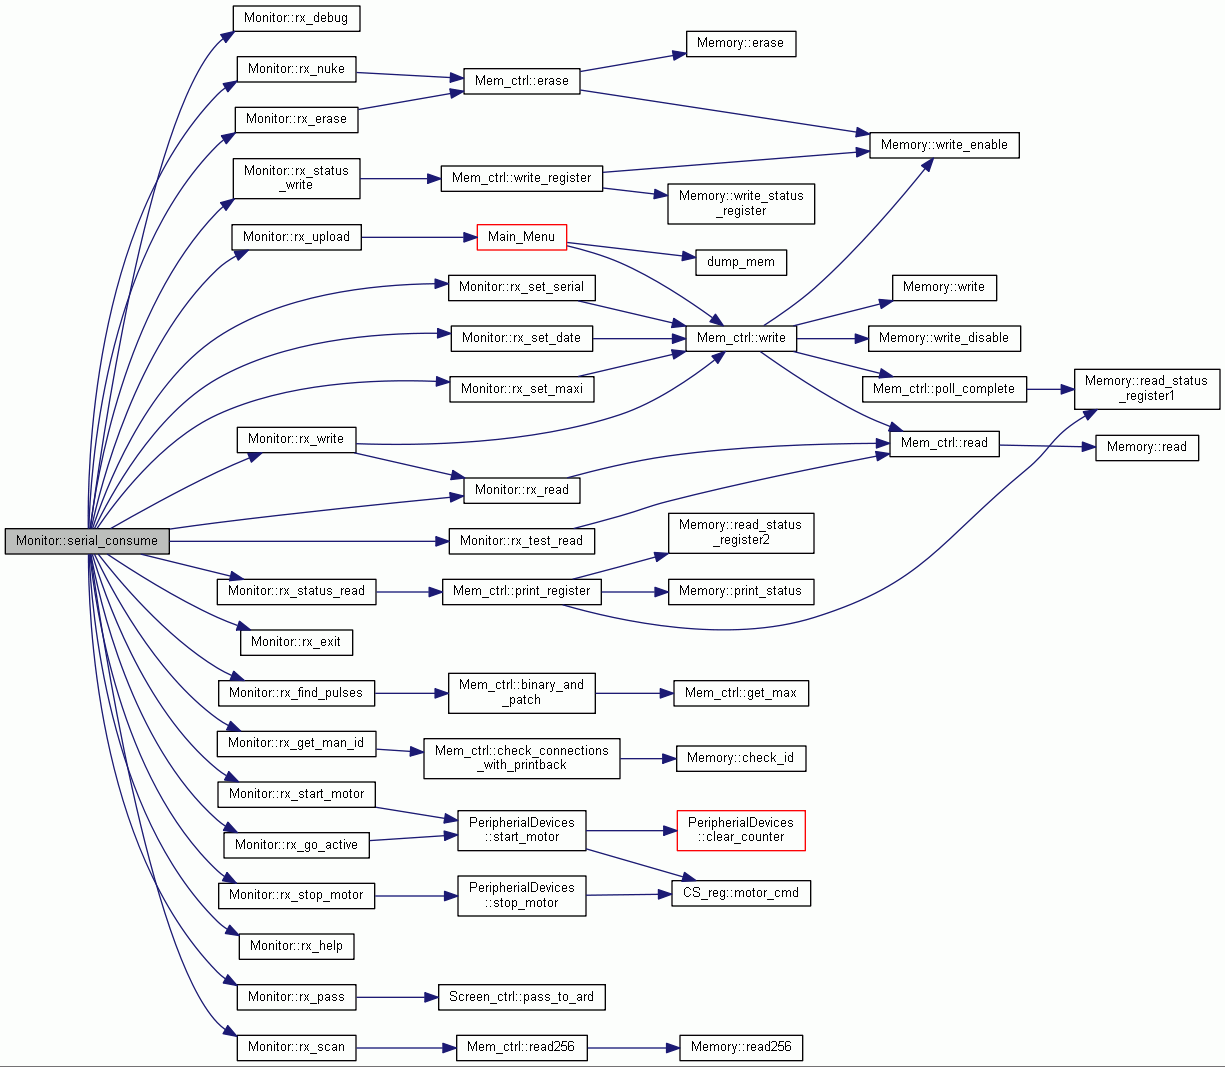 Monitor::rx_debug
Memory::erase
Monitor::rx_nuke
Mem_ctrl::erase
Monitor::rx_erase
Memory::write_enable
Monitor::rx_status
_write
Mem_ctrl::write_register
Memory::write_status
_register
Monitor::rx_upload
Main_Menu
dump_mem
Monitor::rx_set_serial
Memory::write
Monitor::rx_set_date
Mem_ctrl::write
Memory::write_disable
Monitor::rx_set_maxi
Mem_ctrl::poll_complete
Memory::read_status
_register1
Monitor::rx_write
Mem_ctrl::read
Memory::read
Monitor::rx_read
Monitor::serial_consume
Monitor::rx_test_read
Memory::read_status
_register2
Monitor::rx_status_read
Mem_ctrl::print_register
Memory::print_status
Monitor::rx_exit
Monitor::rx_find_pulses
Mem_ctrl::binary_and
_patch
Mem_ctrl::get_max
Monitor::rx_get_man_id
Mem_ctrl::check_connections
_with_printback
Memory::check_id
Monitor::rx_start_motor
PeripherialDevices
::start_motor
PeripherialDevices
::clear_counter
Monitor::rx_go_active
Monitor::rx_stop_motor
PeripherialDevices
::stop_motor
CS_reg::motor_cmd
Monitor::rx_help
Monitor::rx_pass
Screen_ctrl::pass_to_ard
Monitor::rx_scan
Mem_ctrl::read256
Memory::read256